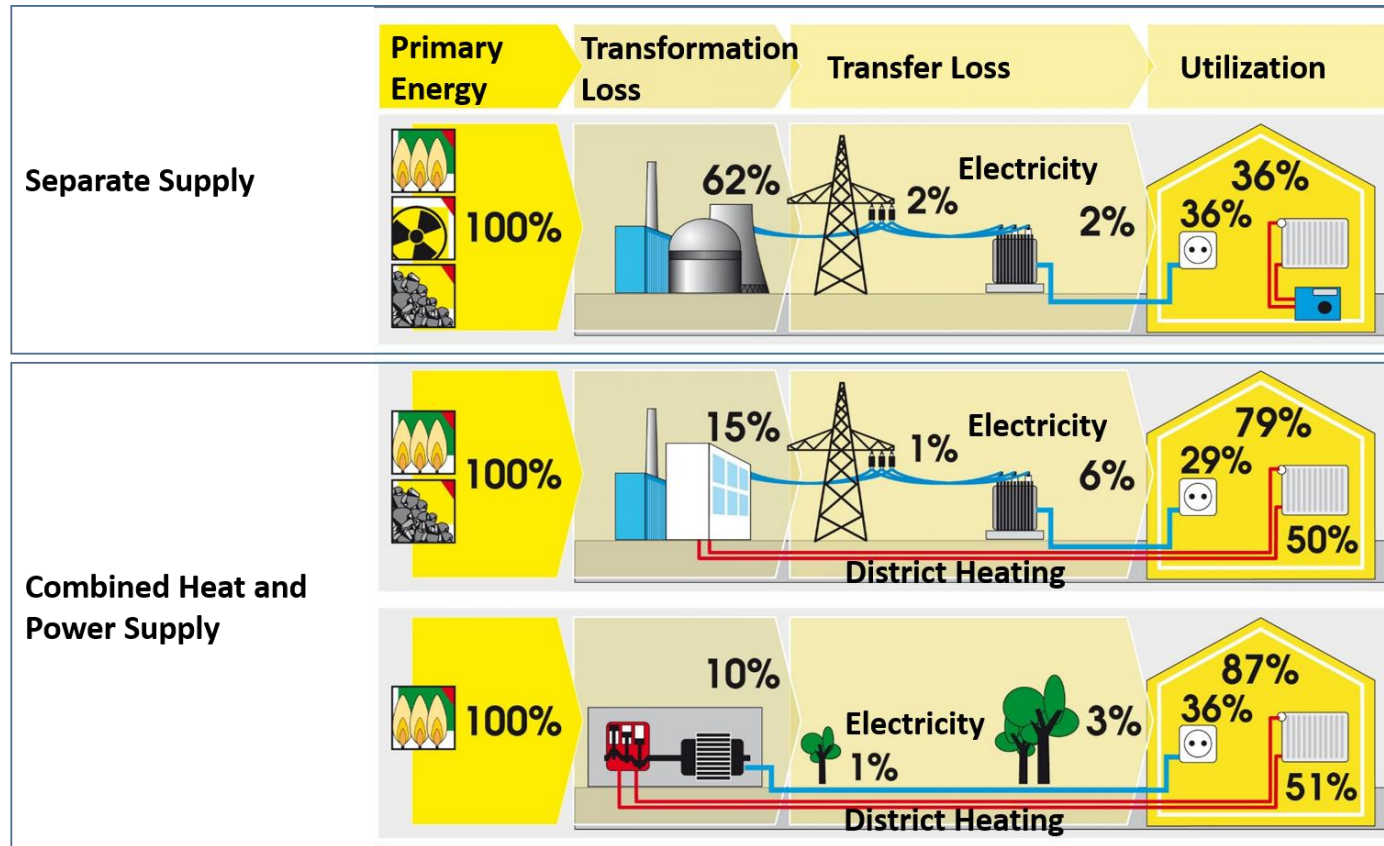 Primary
Energy
Transformation
Loss
Transfer Loss
Utilization
Separate Supply
100%
62%
2%
Electricity
2%
36%
36%
Combined Heat and
Power Supply
100%
15%
1%
Electricity
6%
79%
29%
50%
District Heating
100%
10%
Electricity
1%
3%
87%
36%
51%
District Heating